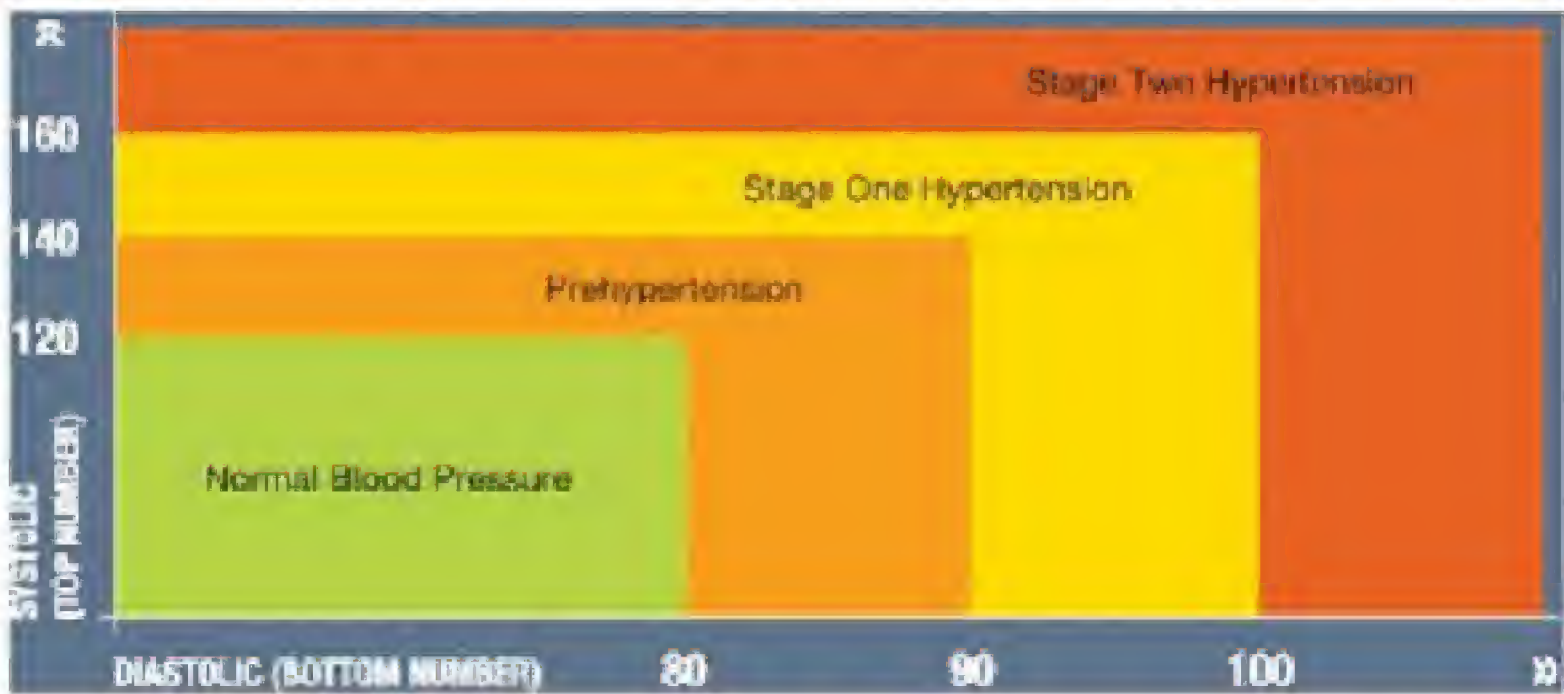 Stage Two Hypertension
160
Stage One Hypertension
140
Prehypertension
120
Normal Blood Pressure
SYSTOLIC
(TOP NUMBER)
DIASTOLIC (BOTTOM NUMBER) 80 90 100 »